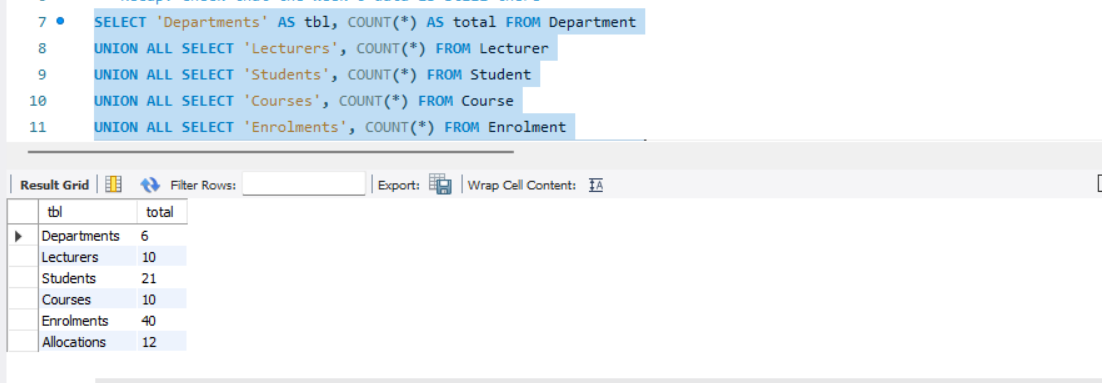 7 SELECT 'Departments' AS tbl, COUNT(*) AS total FROM Department
8 UNION ALL SELECT 'Lecturers', COUNT(*) FROM Lecturer
9 UNION ALL SELECT 'Students', COUNT(*) FROM Student
10 UNION ALL SELECT 'Courses', COUNT(*) FROM Course
11 UNION ALL SELECT 'Enrolments', COUNT(*) FROM Enrolment
Result Grid Filter Rows: Export: Wrap Cell Content: IA
tbl total
Departments 6
Lecturers 10
Students 21
Courses 10
Enrolments 40
Allocations 12